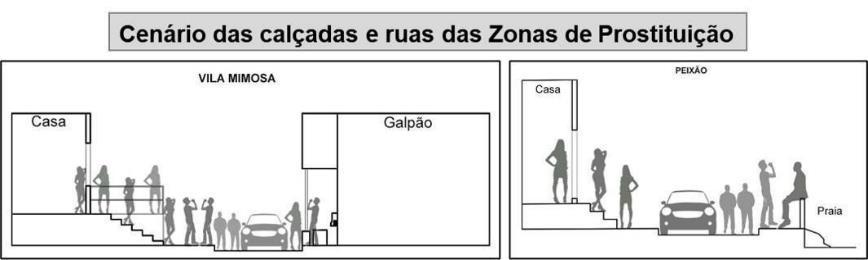 Cenário das calçadas e ruas das Zonas de Prostituição
VILA MIMOSA
Casa
Galpão
PEIXÃO
Casa
Praia